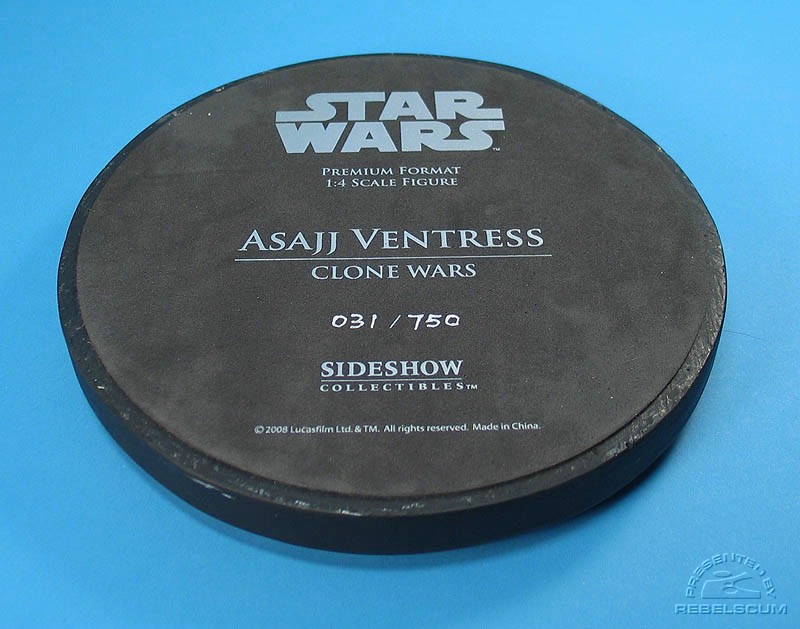 STAR
WARS™
PREMIUM FORMAT
1:4 SCALE FIGURE
ASAJJ VENTRESS
CLONE WARS
031 / 750
SIDESHOW
COLLECTIBLES™
© 2008 Lucasfilm Ltd. & TM. All rights reserved. Made in China.
PRESENTED BY
REBELSCUM